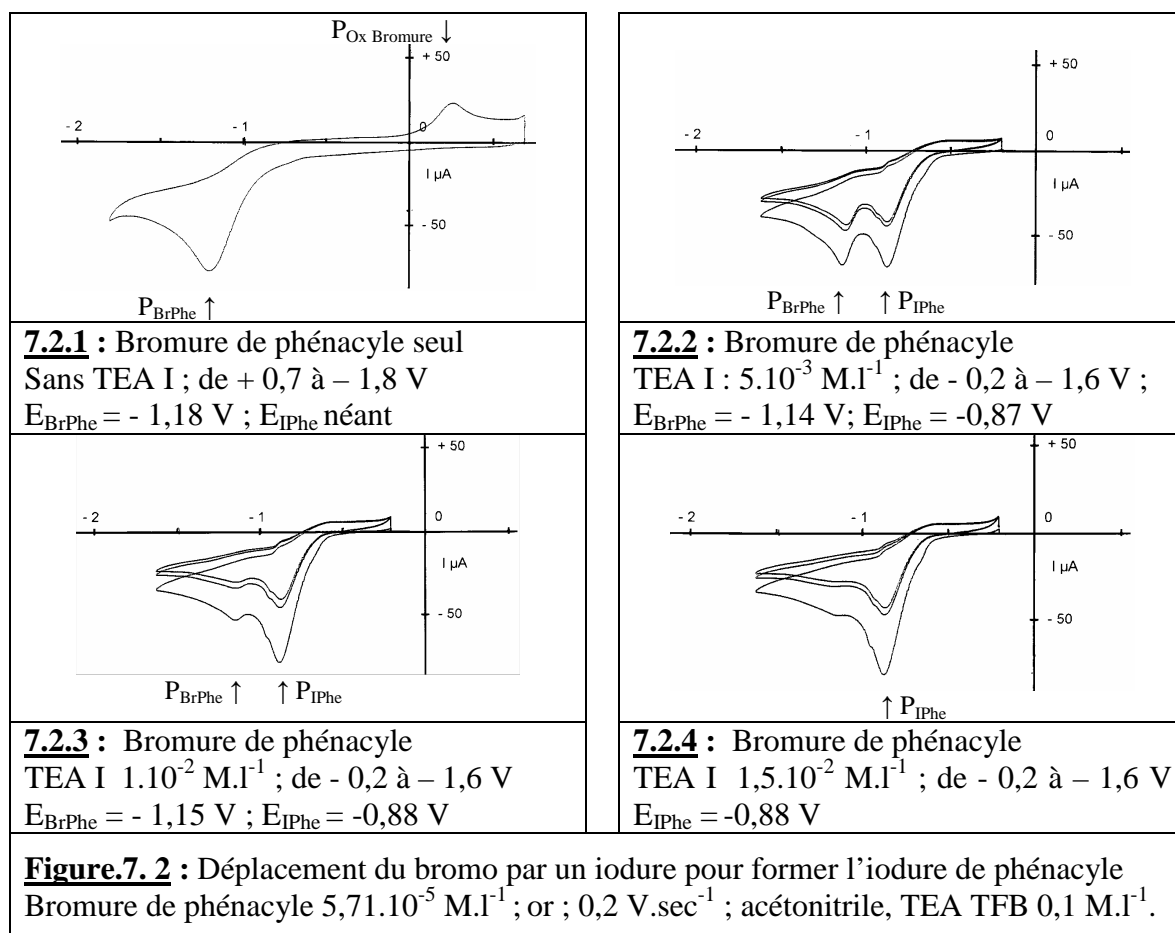 P_Ox Bromure ↓
+ 50
- 2
- 1
0
I µA
- 50
P_BrPhe ↑
7.2.1 : Bromure de phénacyle seul
Sans TEA I ; de + 0,7 à – 1,8 V
E_BrPhe = - 1,18 V ; E_IPhe néant
+ 50
- 2
- 1
0
I µA
- 50
P_BrPhe ↑ ↑ P_IPhe
7.2.2 : Bromure de phénacyle
TEA I : 5.10⁻³ M.l⁻¹ ; de - 0,2 à – 1,6 V ;
E_BrPhe = - 1,14 V; E_IPhe = -0,87 V
+ 50
- 2
- 1
0
I µA
- 50
P_BrPhe ↑ ↑ P_IPhe
7.2.3 : Bromure de phénacyle
TEA I 1.10⁻² M.l⁻¹ ; de - 0,2 à – 1,6 V
E_BrPhe = - 1,15 V ; E_IPhe = -0,88 V
+ 50
- 2
- 1
0
I µA
- 50
↑ P_IPhe
7.2.4 : Bromure de phénacyle
TEA I 1,5.10⁻² M.l⁻¹ ; de - 0,2 à – 1,6 V
E_IPhe = -0,88 V
Figure.7. 2 : Déplacement du bromo par un iodure pour former l’iodure de phénacyle
Bromure de phénacyle 5,71.10⁻⁵ M.l⁻¹ ; or ; 0,2 V.sec⁻¹ ; acétonitrile, TEA TFB 0,1 M.l⁻¹.